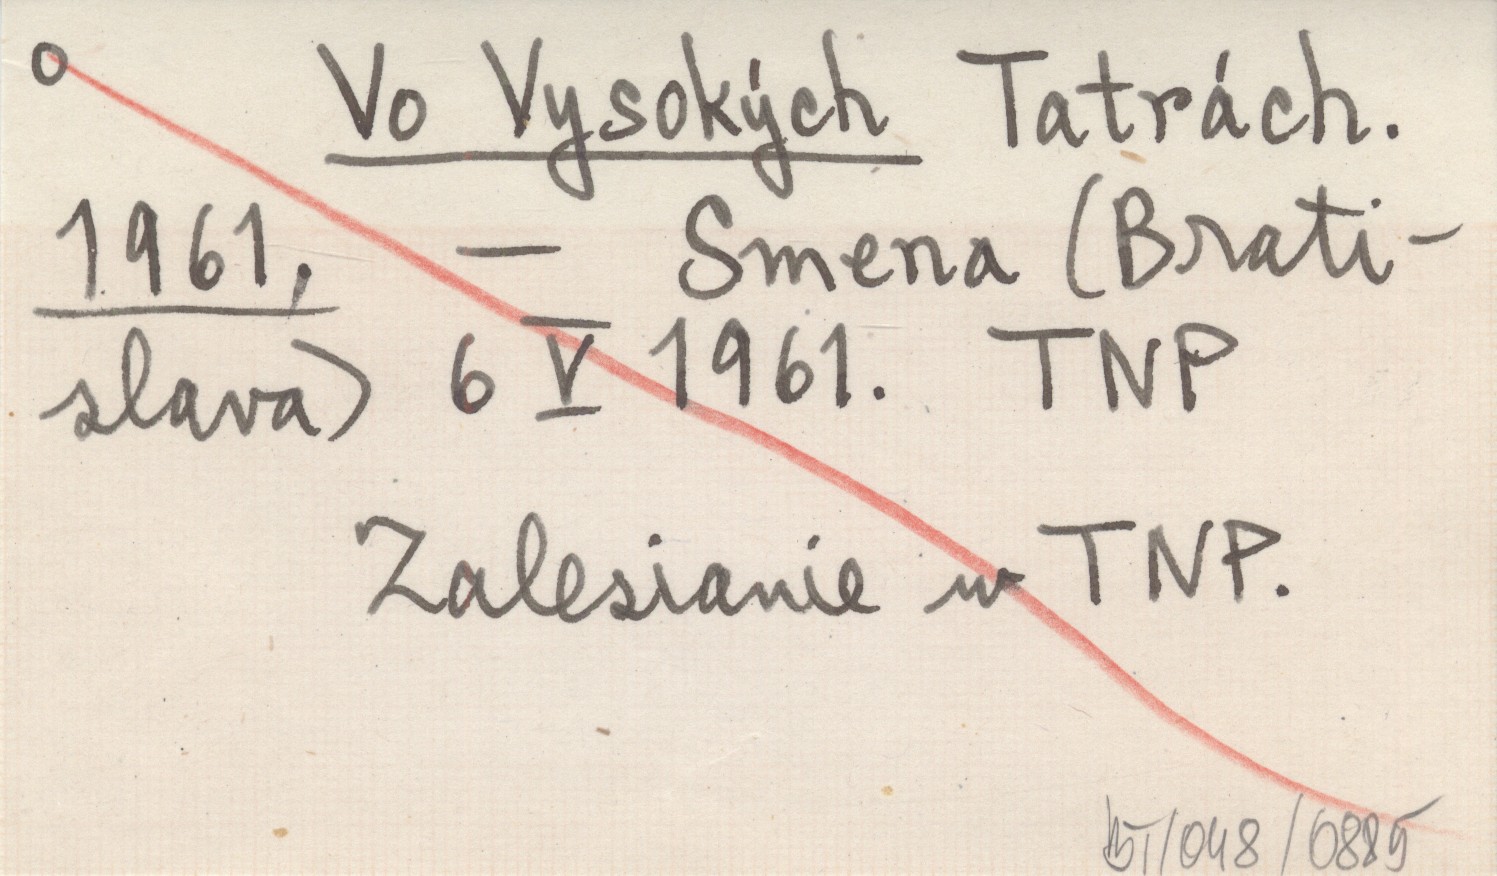 o Vo Vysokých Tatrách.
1961. — Smena (Brati-
slava) 6 V 1961. TNP
Zalesianie w TNP.
BT/048/0885